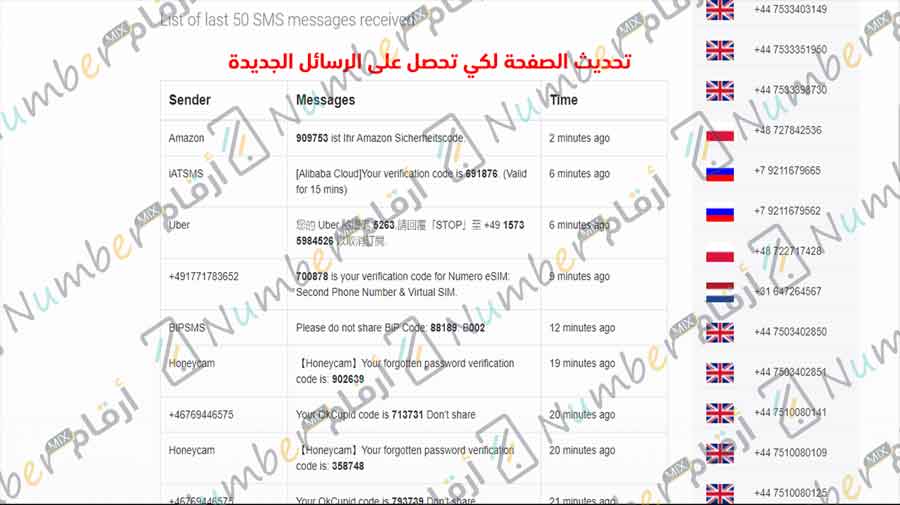 List of last 50 SMS messages received
تحديث الصفحة لكي تحصل على الرسائل الجديدة
Sender Messages Time
Amazon 909753 ist Ihr Amazon Sicherheitscode. 2 minutes ago
iATSMS [Alibaba Cloud]Your verification code is 691876. (Valid for 15 mins) 6 minutes ago
Uber 您的 Uber 5263.請回覆「STOP」至 +49 1573 5984526 以取消訂閱. 6 minutes ago
+491771783652 700878 is your verification code for Numero eSIM: Second Phone Number & Virtual SIM. 9 minutes ago
BIPSMS Please do not share BiP Code: 88189. B002 12 minutes ago
Honeycam 【Honeycam】Your forgotten password verification code is: 902639 19 minutes ago
+46769446575 Your OkCupid code is 713731 Don't share 20 minutes ago
Honeycam 【Honeycam】Your forgotten password verification code is: 358748 20 minutes ago
+46769446575 Your OkCupid code is 793739 Don't share 21 minutes ago
+44 7533403149
+44 7533351950
+44 7533398730
+48 727842536
+7 9211679665
+7 9211679562
+48 722717428
+31 647264567
+44 7503402850
+44 7503402851
+44 7510080141
+44 7510080109
+44 7510080125
أرقام Number MIX